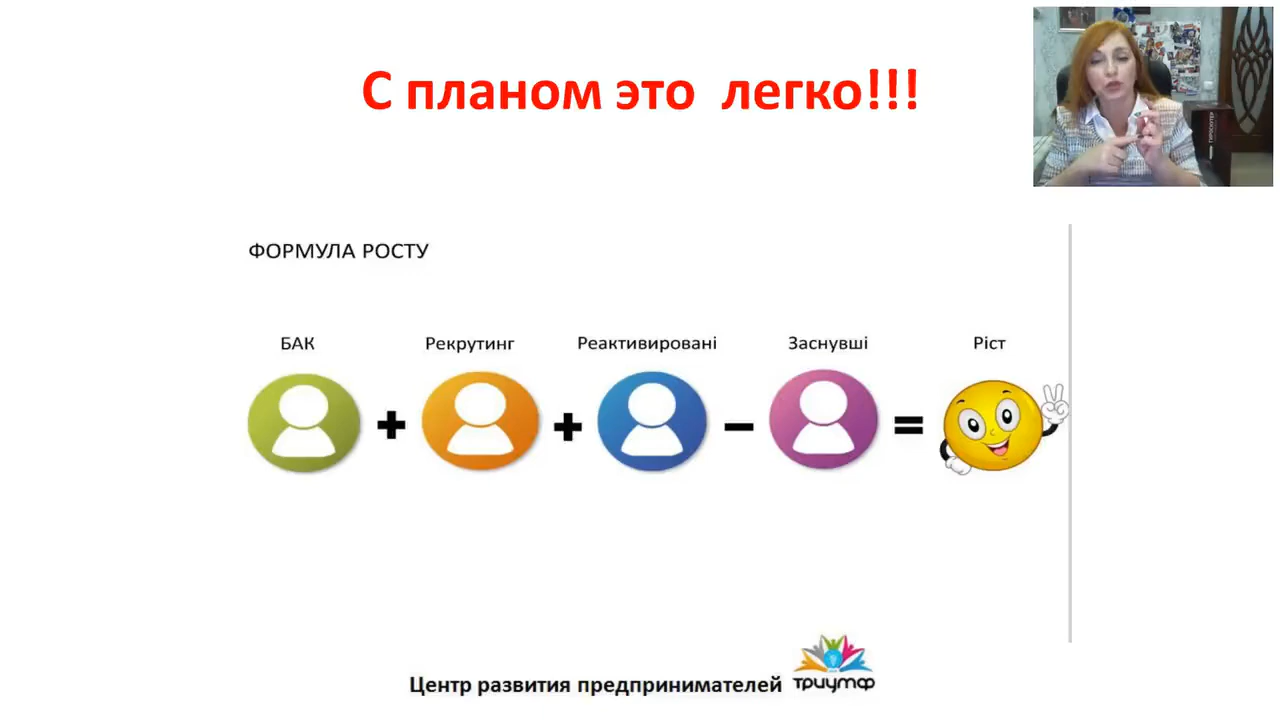 С планом это легко!!!
ФОРМУЛА РОСТУ
БАК Рекрутинг Реактивировані Заснувші Ріст
+ + - =
Центр развития предпринимателей триумф